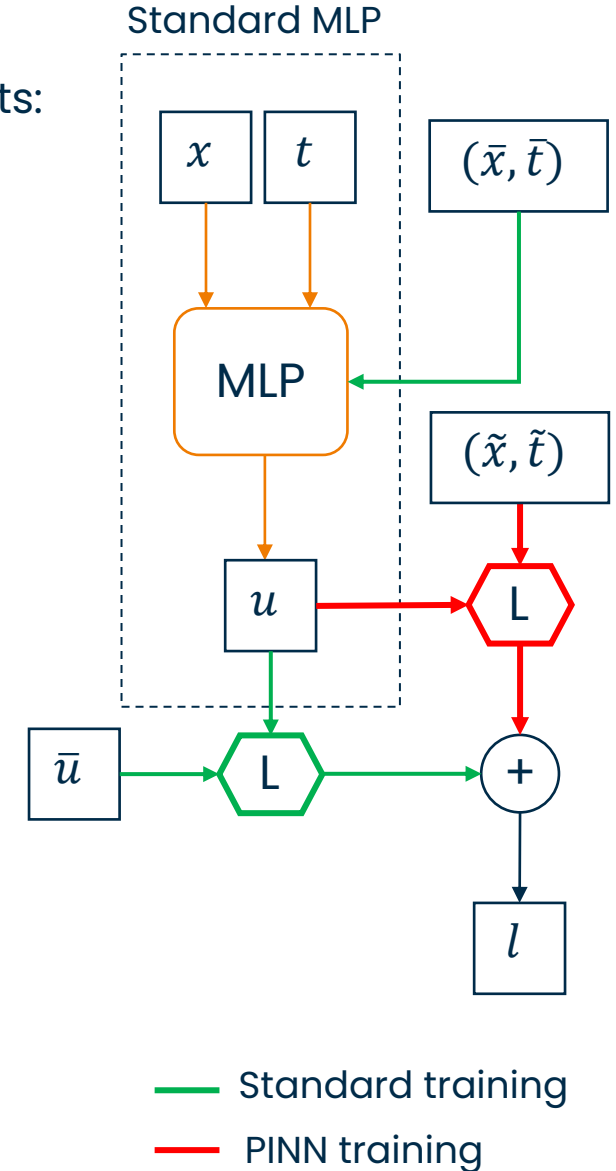 Standard MLP
ts:
x
t
(x̄, t̄)
MLP
(x̃, t̃)
u
L
ū
L
+
l
Standard training
PINN training